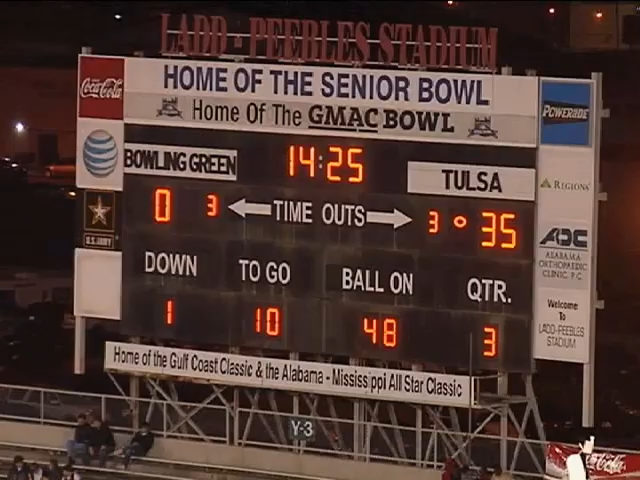 LADD - PEEBLES STADIUM
Coca-Cola
HOME OF THE SENIOR BOWL
Home Of The GMAC BOWL
POWERADE
AT&T
BOWLING GREEN
14:25
TULSA
REGIONS
U.S. ARMY
0 3 TIME OUTS 3 35
ADC
ALABAMA
ORTHOPAEDIC
CLINIC, P.C.
DOWN TO GO BALL ON QTR.
1 10 48 3
Welcome
To
LADD-PEEBLES
STADIUM
Home of the Gulf Coast Classic & the Alabama - Mississippi All Star Classic
Y-3
Coca-Cola